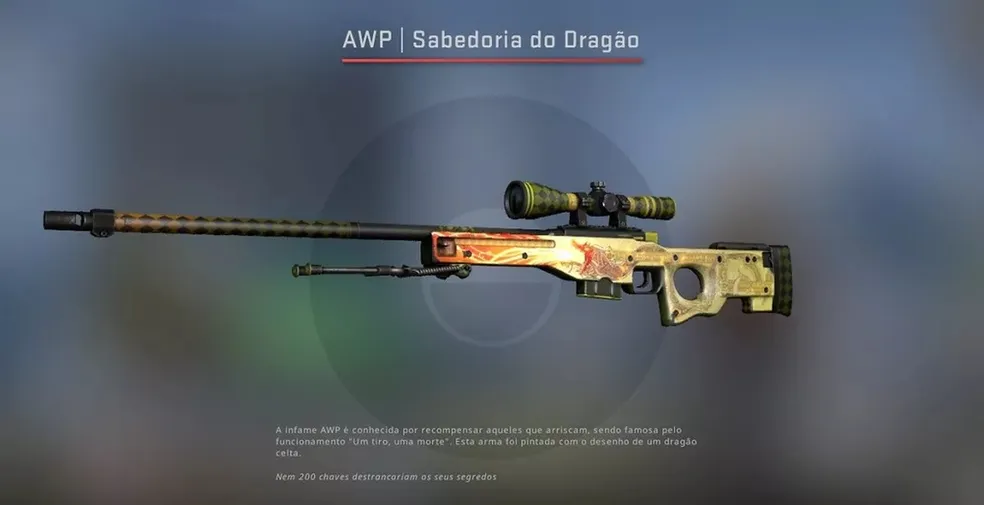 AWP | Sabedoria do Dragão
A infame AWP é conhecida por recompensar aqueles que arriscam, sendo famosa pelo
funcionamento "Um tiro, uma morte". Esta arma foi pintada com o desenho de um dragão
celta.
Nem 200 chaves destrancariam os seus segredos